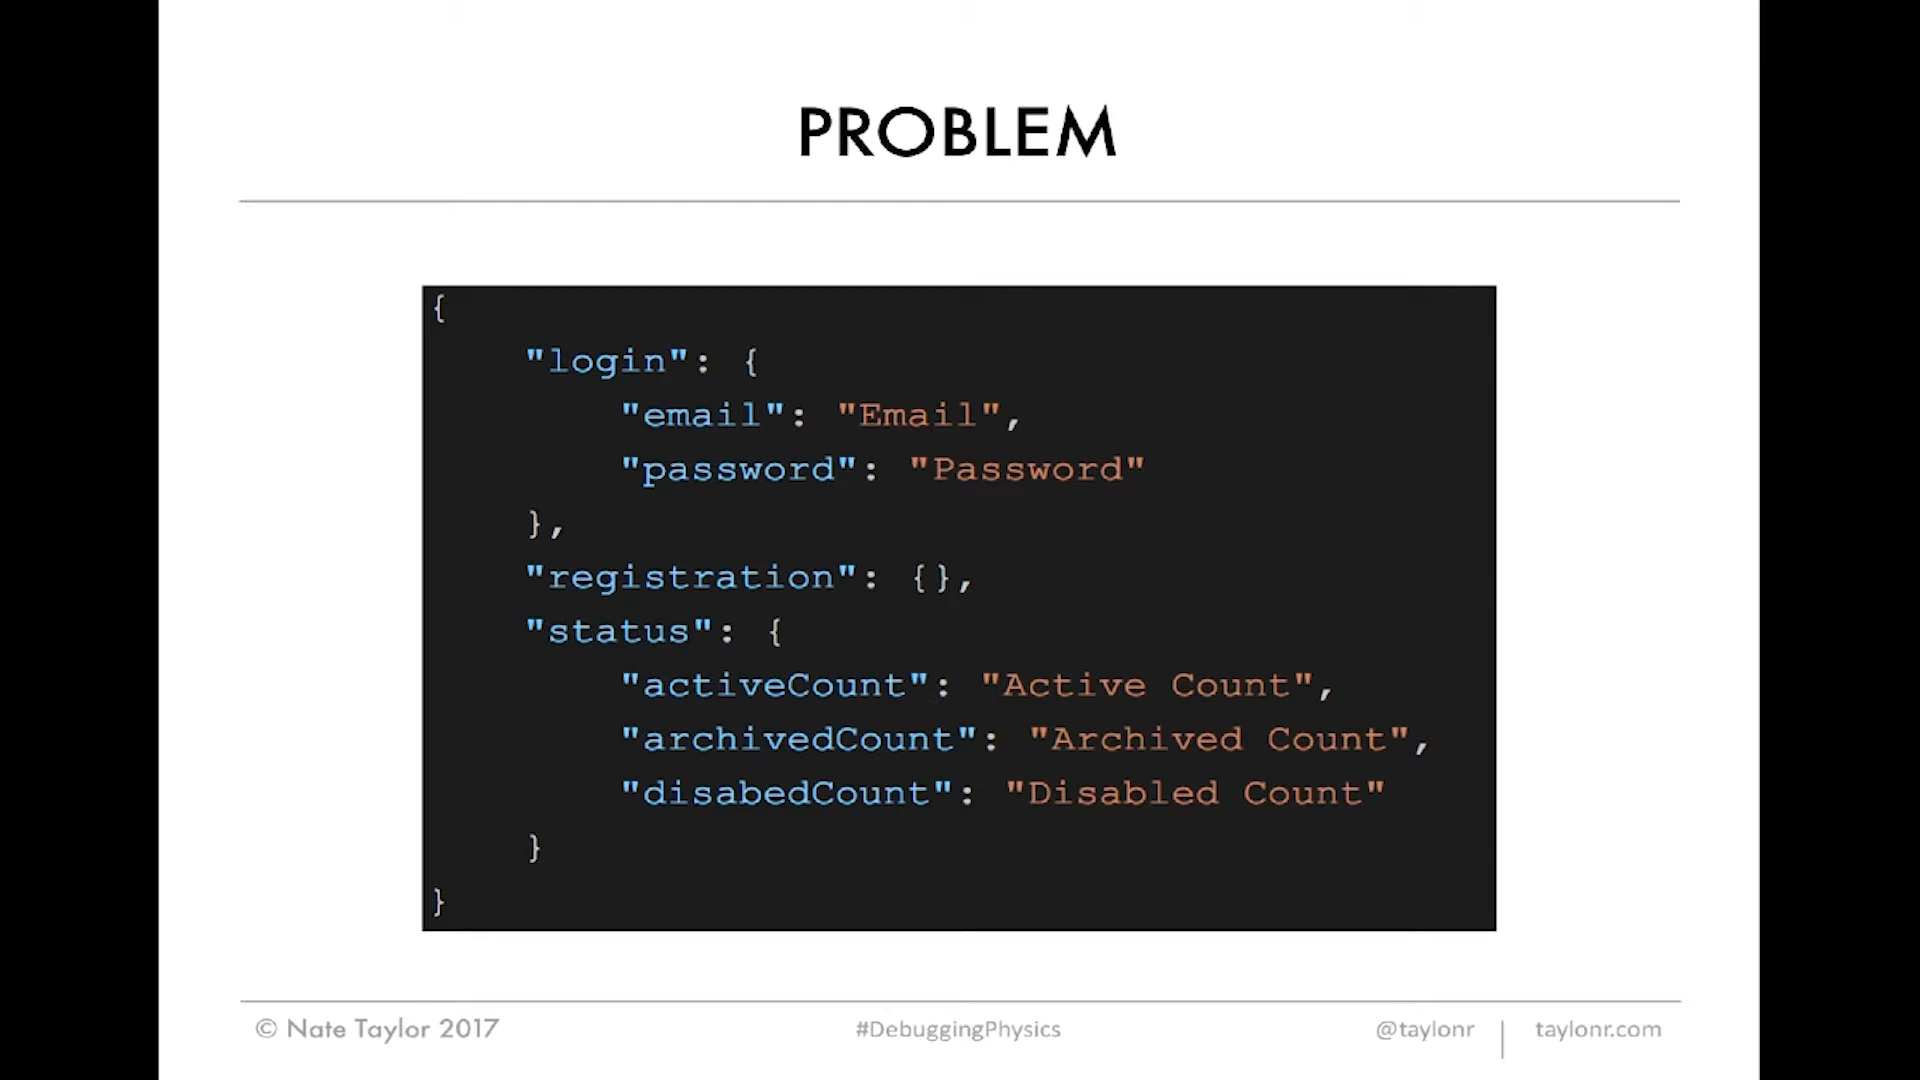 PROBLEM
{
"login": {
"email": "Email",
"password": "Password"
},
"registration": {},
"status": {
"activeCount": "Active Count",
"archivedCount": "Archived Count",
"disabedCount": "Disabled Count"
}
}
© Nate Taylor 2017 #DebuggingPhysics @taylonr | taylonr.com